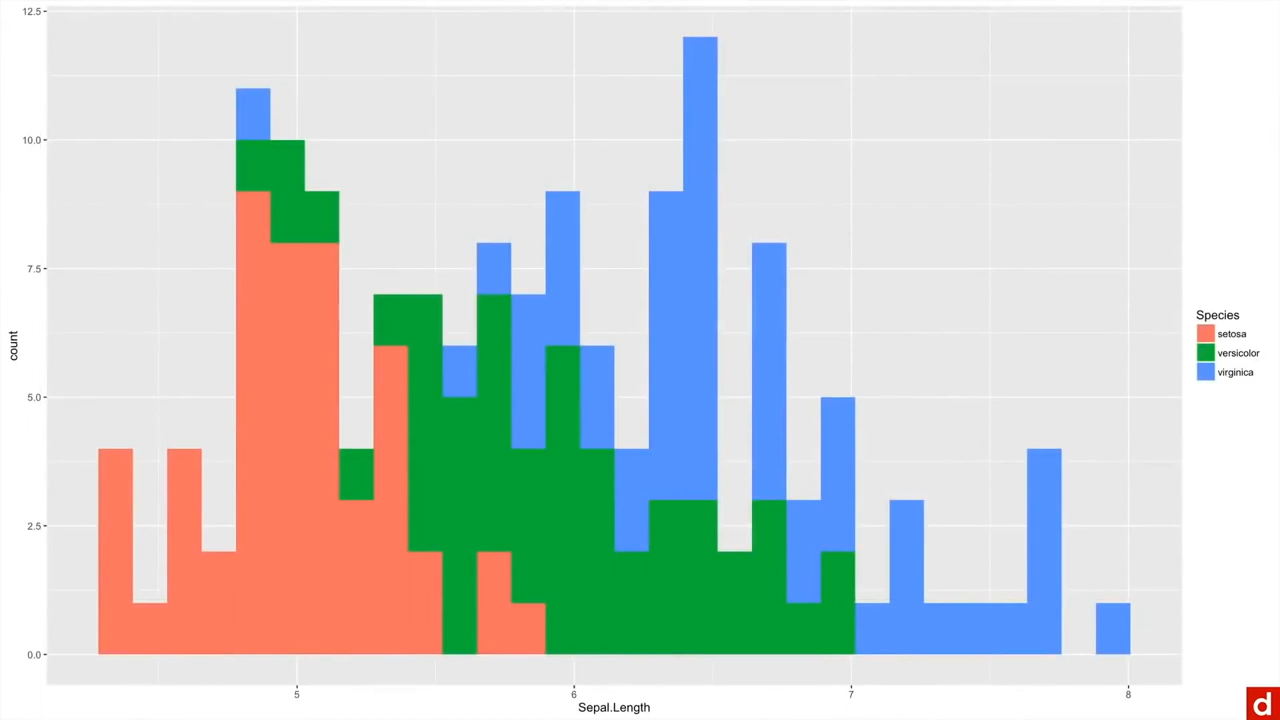 12.5
10.0
7.5
5.0
2.5
0.0
count
5 6 7 8
Sepal.Length
Species
setosa
versicolor
virginica
d